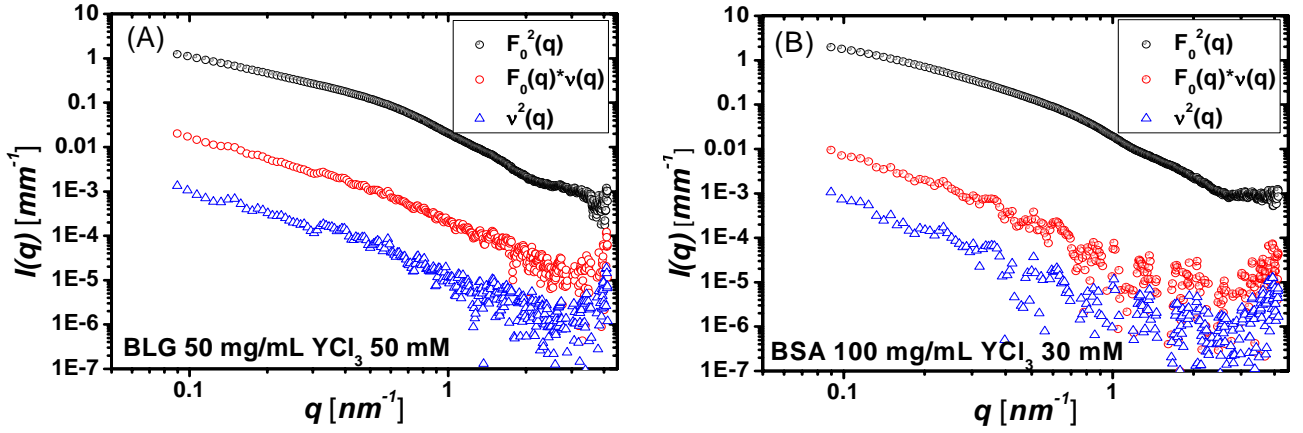 (A)
F₀²(q)
F₀(q)*ν(q)
ν²(q)
10
1
0.1
0.01
1E-3
1E-4
1E-5
1E-6
1E-7
I(q) [mm⁻¹]
BLG 50 mg/mL YCl₃ 50 mM
0.1
1
q [nm⁻¹]
(B)
F₀²(q)
F₀(q)*ν(q)
ν²(q)
10
1
0.1
0.01
1E-3
1E-4
1E-5
1E-6
1E-7
I(q) [mm⁻¹]
BSA 100 mg/mL YCl₃ 30 mM
0.1
1
q [nm⁻¹]